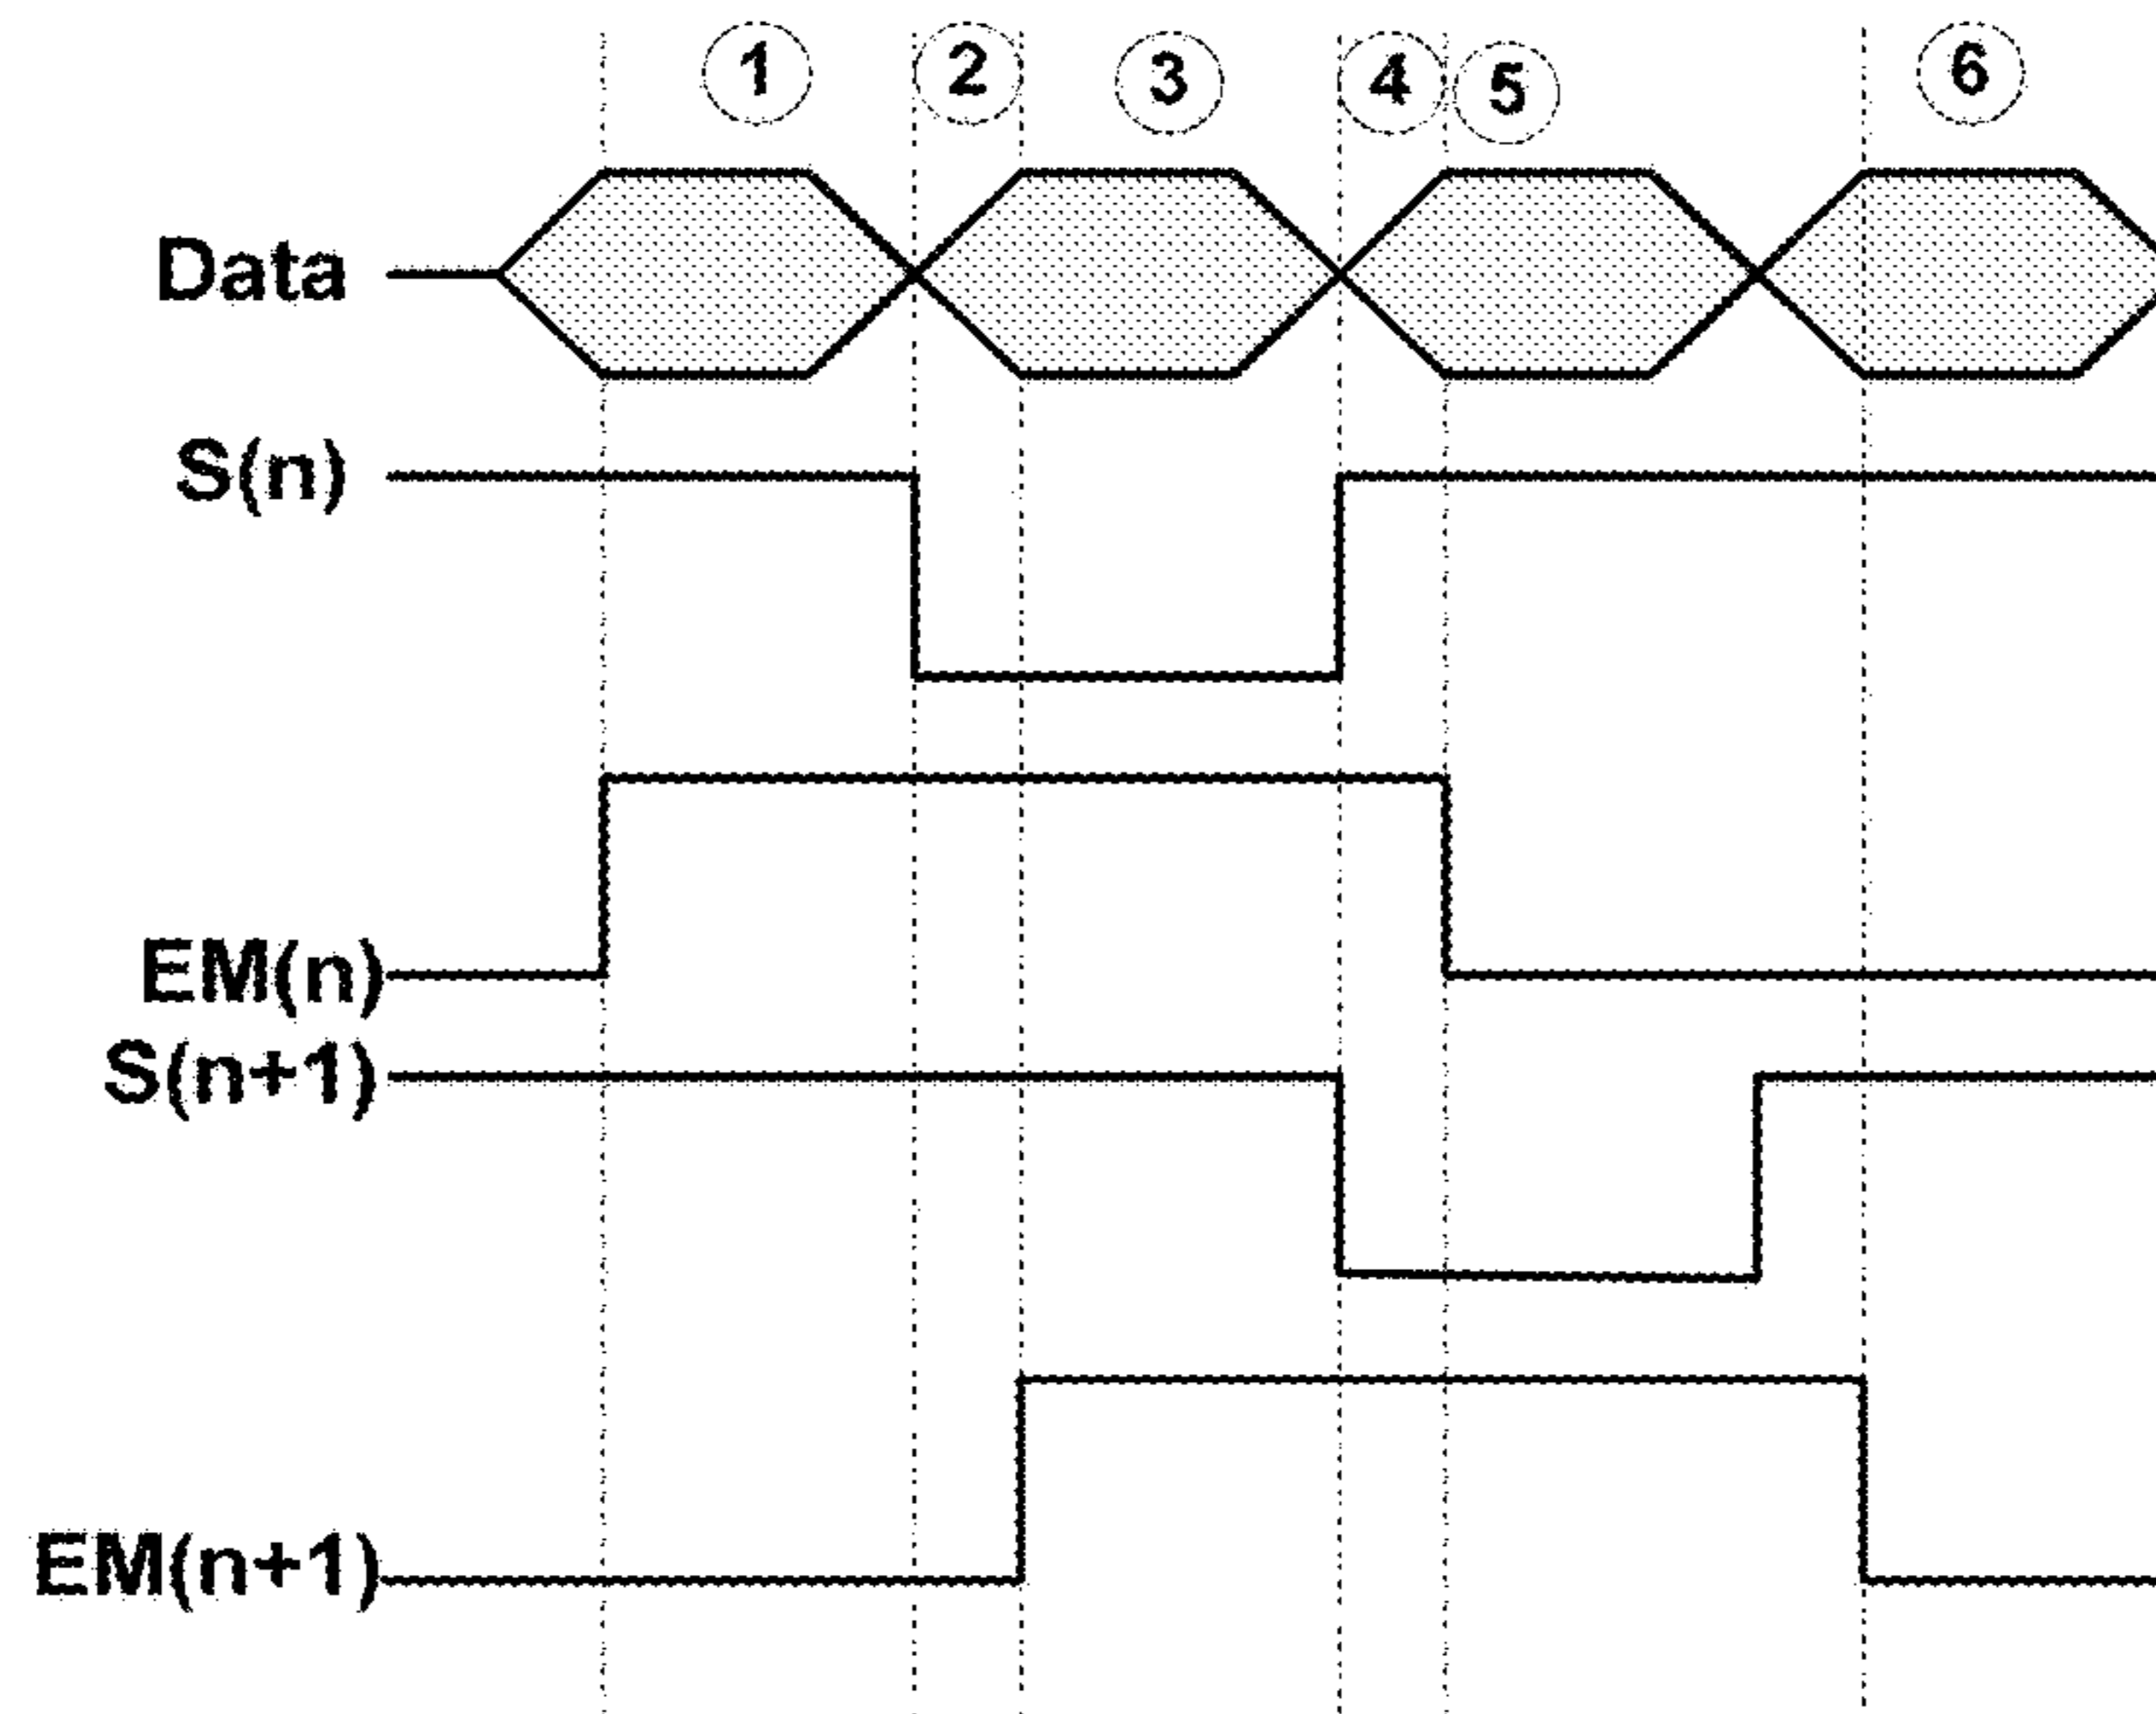 ① ② ③ ④ ⑤ ⑥
Data
S(n)
EM(n)
S(n+1)
EM(n+1)